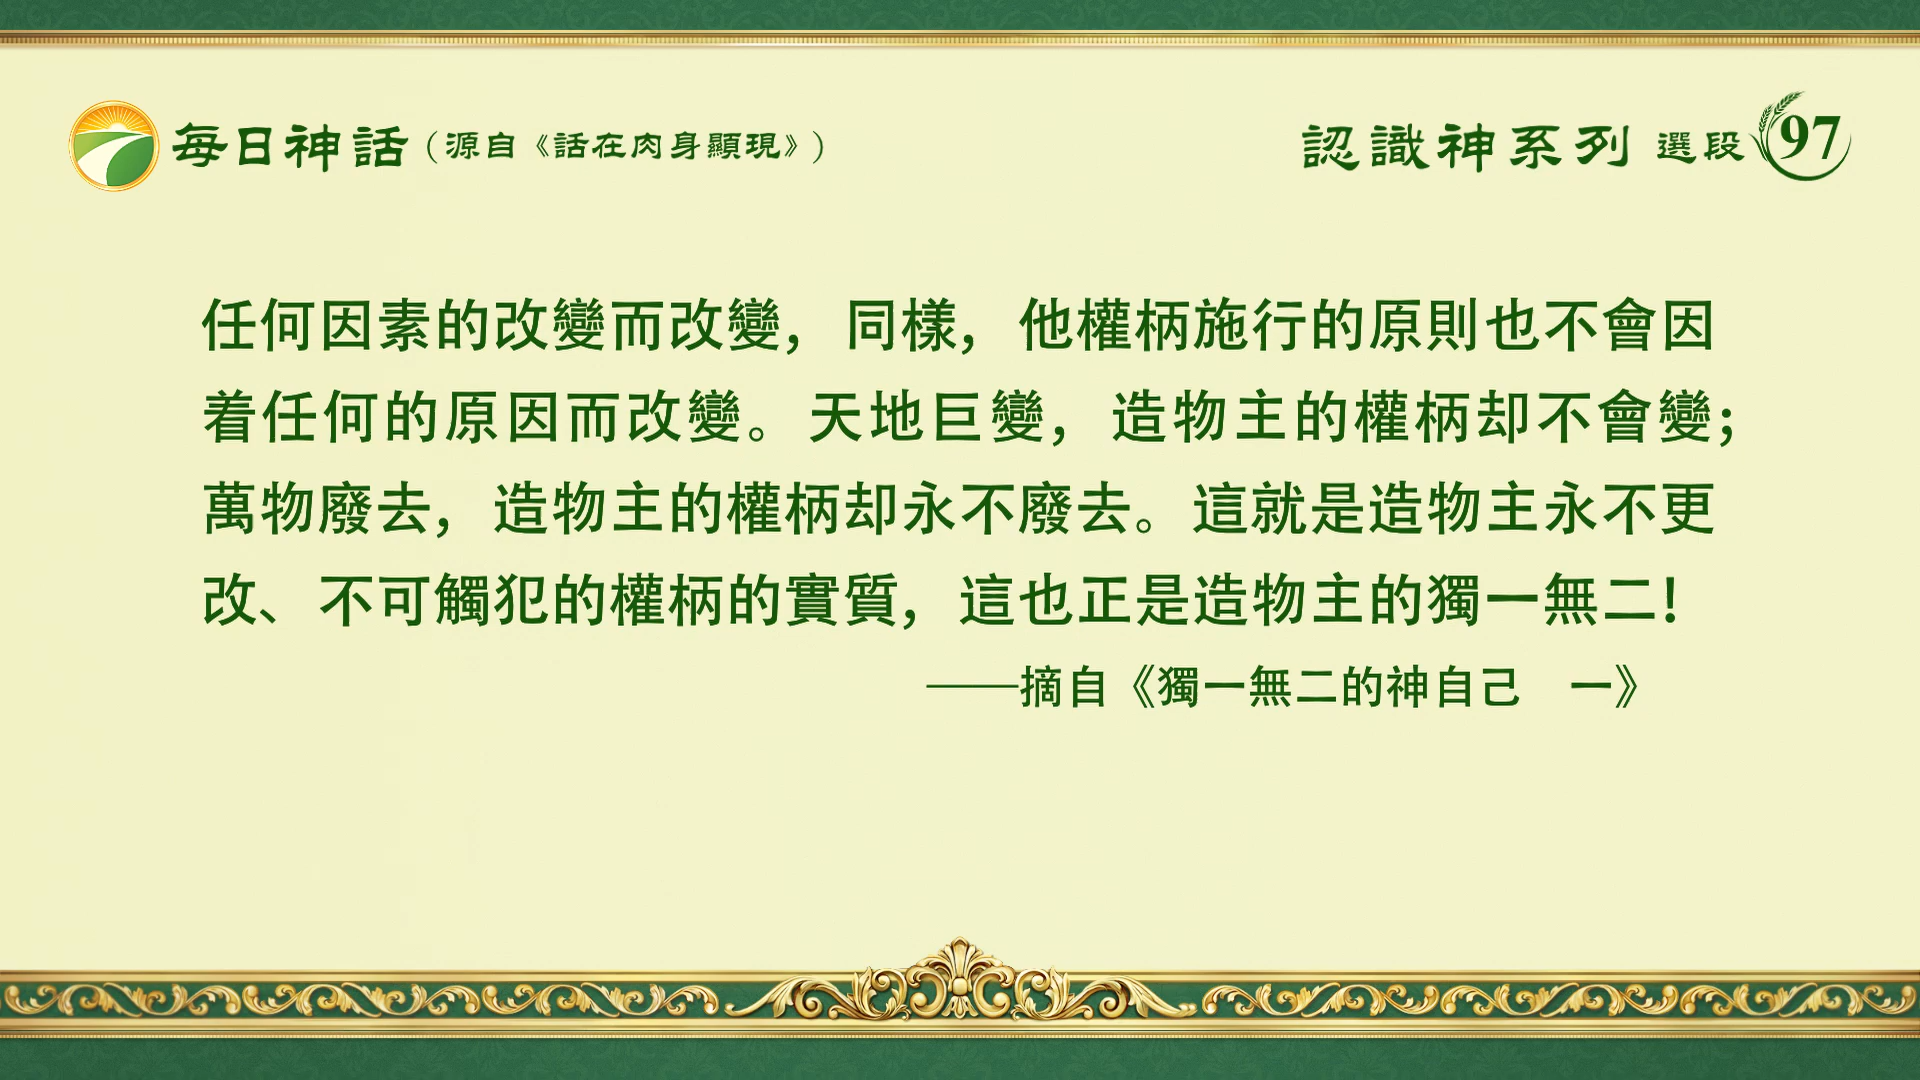 每日神話（源自《話在肉身顯現》）
認識神系列 選段 97
任何因素的改變而改變，同樣，他權柄施行的原則也不會因
着任何的原因而改變。天地巨變，造物主的權柄却不會變；
萬物廢去，造物主的權柄却永不廢去。這就是造物主永不更
改、不可觸犯的權柄的實質，這也正是造物主的獨一無二！
——摘自《獨一無二的神自己　一》